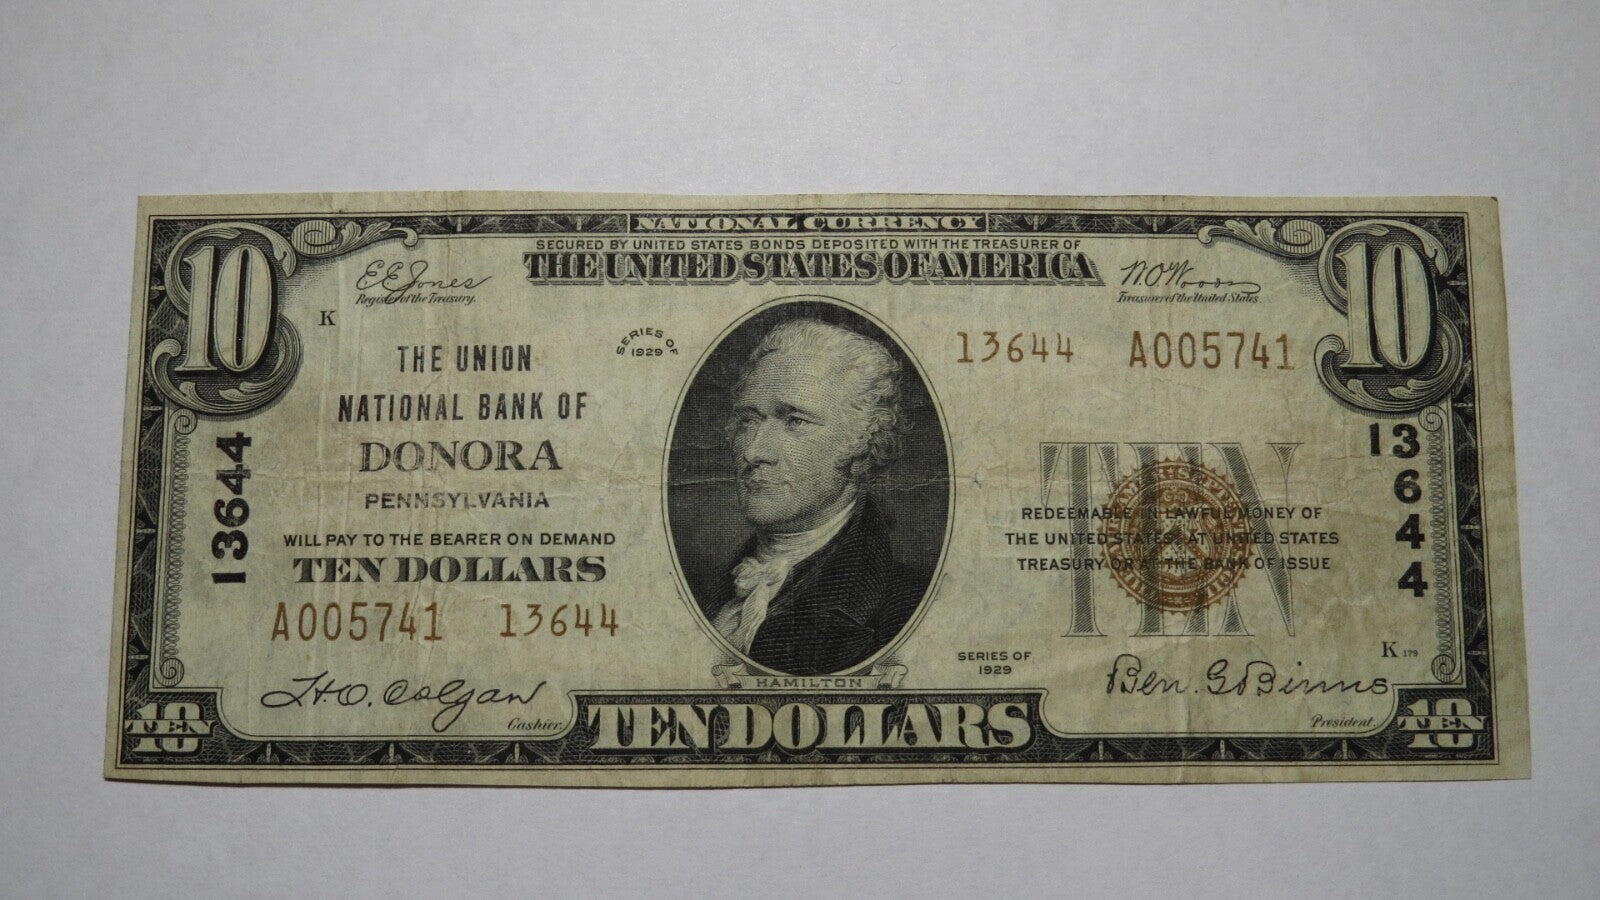 NATIONAL CURRENCY
SECURED BY UNITED STATES BONDS DEPOSITED WITH THE TREASURER OF
THE UNITED STATES OF AMERICA
10
10
E.E. Jones
Register of the Treasury.
W.O. Woods
Treasurer of the United States.
K
SERIES OF
1929
13644 A005741
THE UNION
NATIONAL BANK OF
DONORA
PENNSYLVANIA
WILL PAY TO THE BEARER ON DEMAND
TEN DOLLARS
A005741 13644
13644
13644
TEN
REDEEMABLE IN LAWFUL MONEY OF
THE UNITED STATES AT UNITED STATES
TREASURY OR AT THE BANK OF ISSUE
K 179
SERIES OF
1929
HAMILTON
H.O. Colgan
Cashier.
Ben. G. Binns
President.
10 TEN
TEN DOLLARS
10 TEN